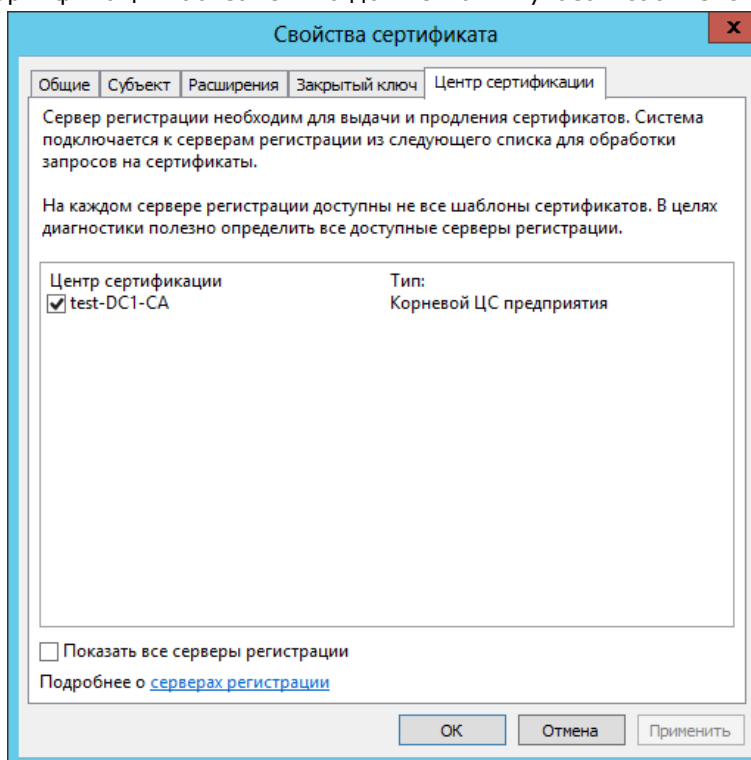 Свойства сертификата
x
Общие Субъект Расширения Закрытый ключ Центр сертификации
Сервер регистрации необходим для выдачи и продления сертификатов. Система
подключается к серверам регистрации из следующего списка для обработки
запросов на сертификаты.
На каждом сервере регистрации доступны не все шаблоны сертификатов. В целях
диагностики полезно определить все доступные серверы регистрации.
Центр сертификации Тип:
test-DC1-CA Корневой ЦС предприятия
Показать все серверы регистрации
Подробнее о серверах регистрации
ОК Отмена Применить